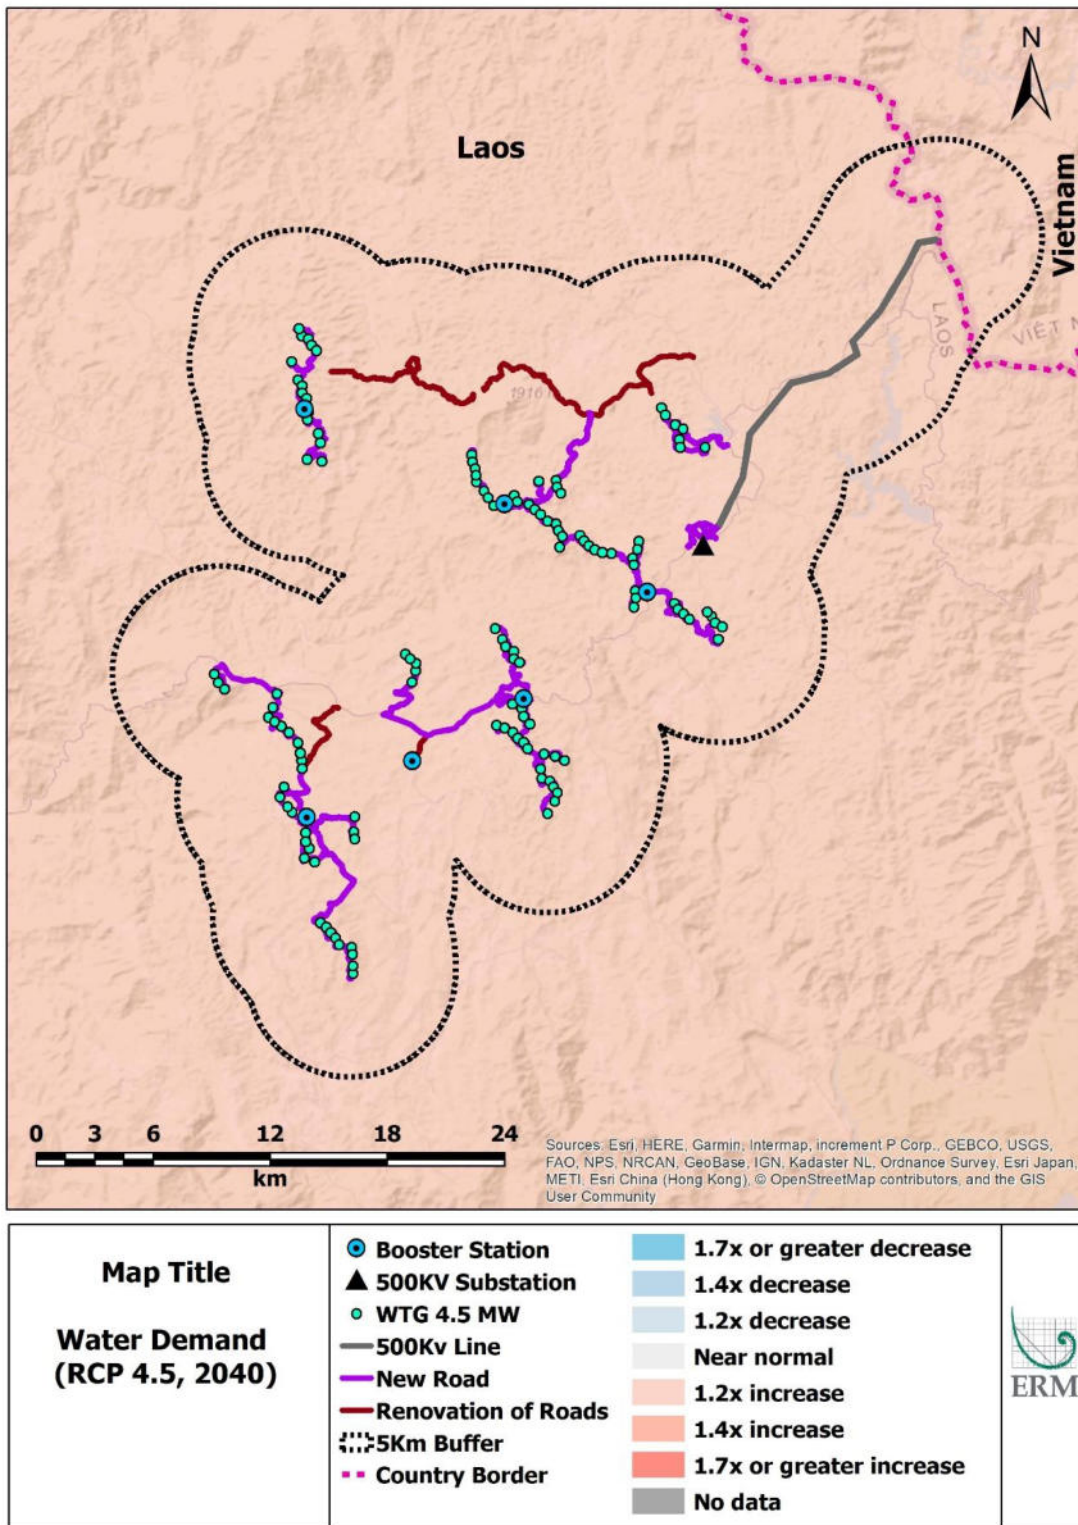 N
Laos
Vietnam
LAOS
1916
0 3 6 12 18 24
km
Sources: Esri, HERE, Garmin, Intermap, increment P Corp., GEBCO, USGS,
FAO, NPS, NRCAN, GeoBase, IGN, Kadaster NL, Ordnance Survey, Esri Japan,
METI, Esri China (Hong Kong), © OpenStreetMap contributors, and the GIS
User Community
Map Title
Water Demand
(RCP 4.5, 2040)
Booster Station
500KV Substation
WTG 4.5 MW
500Kv Line
New Road
Renovation of Roads
5Km Buffer
Country Border
1.7x or greater decrease
1.4x decrease
1.2x decrease
Near normal
1.2x increase
1.4x increase
1.7x or greater increase
No data
ERM